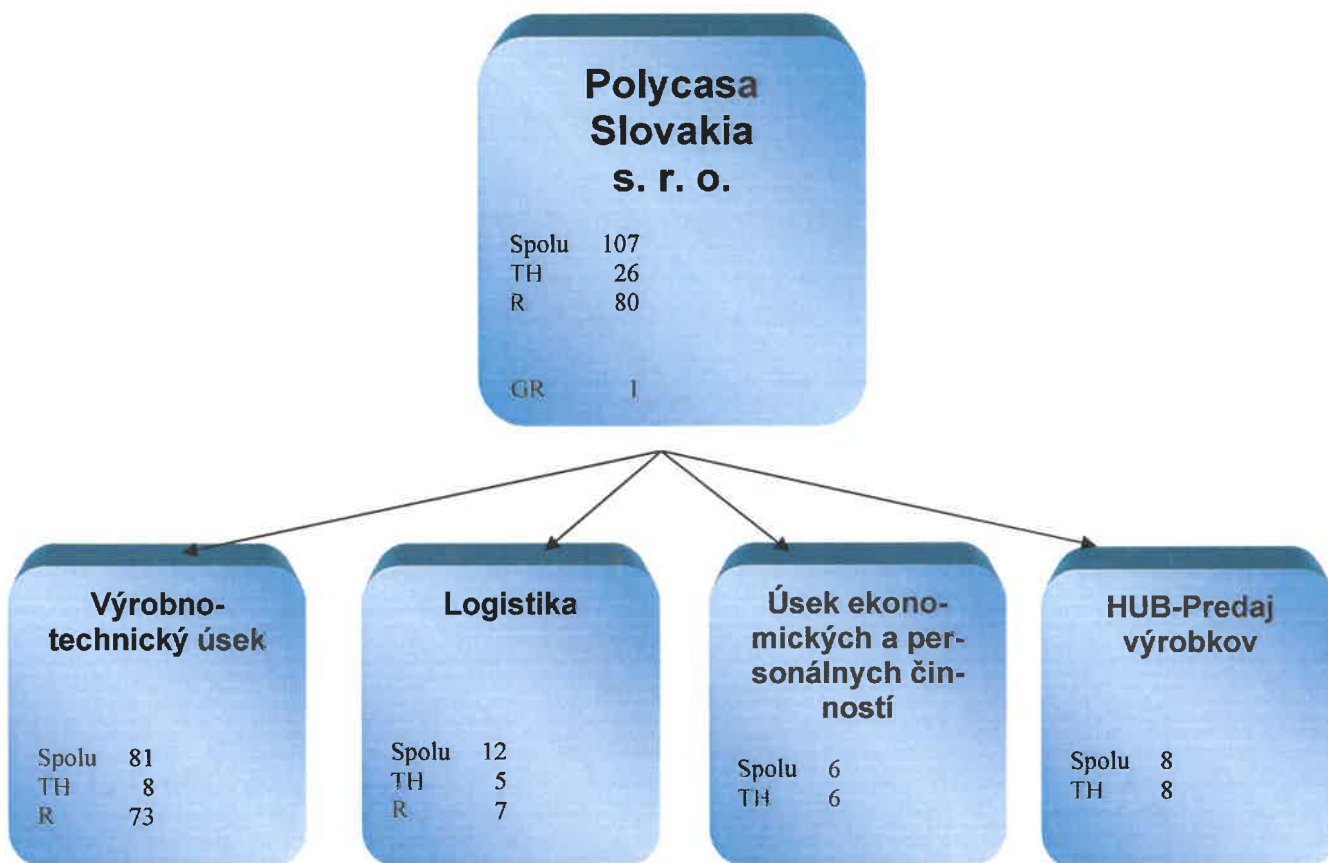 Polycasa
Slovakia
s. r. o.
Spolu 107
TH 26
R 80
GR 1
Výrobno-
technický úsek
Spolu 81
TH 8
R 73
Logistika
Spolu 12
TH 5
R 7
Úsek ekono-
mických a per-
sonálnych čin-
ností
Spolu 6
TH 6
HUB-Predaj
výrobkov
Spolu 8
TH 8